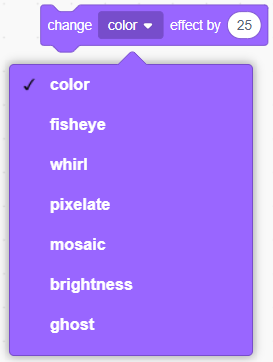 change color effect by 25
color
fisheye
whirl
pixelate
mosaic
brightness
ghost